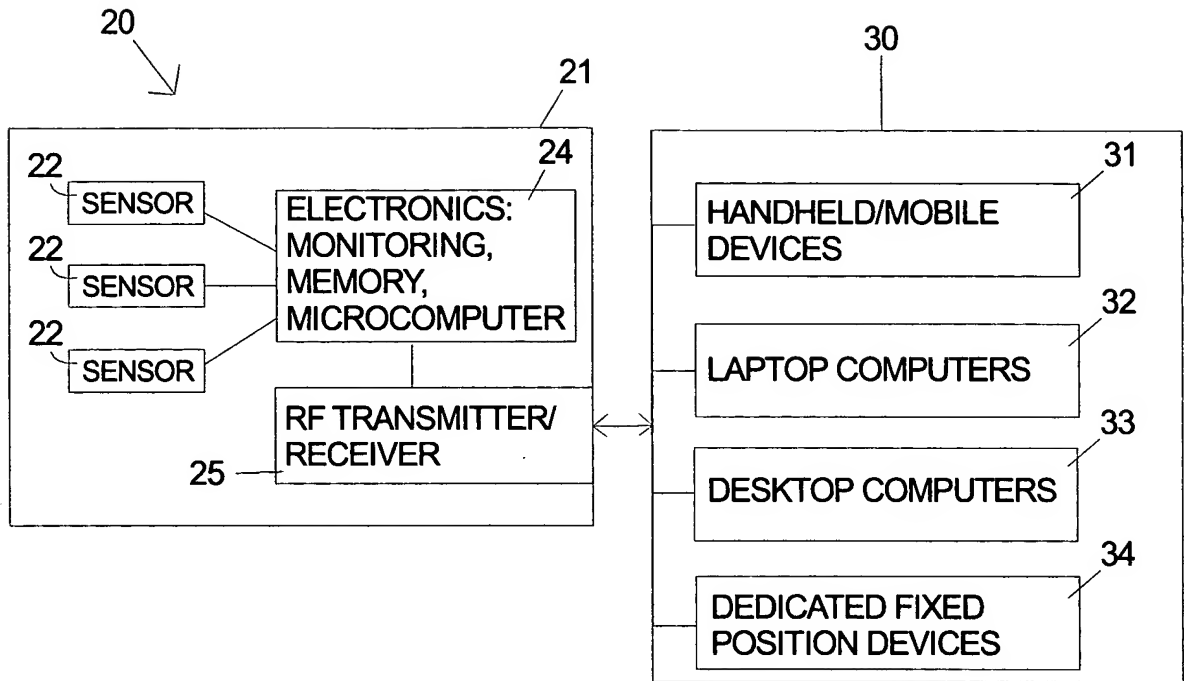 20
21
30
22
SENSOR
22
SENSOR
22
SENSOR
24
ELECTRONICS:
MONITORING,
MEMORY,
MICROCOMPUTER
RF TRANSMITTER/
RECEIVER
25
31
HANDHELD/MOBILE
DEVICES
32
LAPTOP COMPUTERS
33
DESKTOP COMPUTERS
34
DEDICATED FIXED
POSITION DEVICES